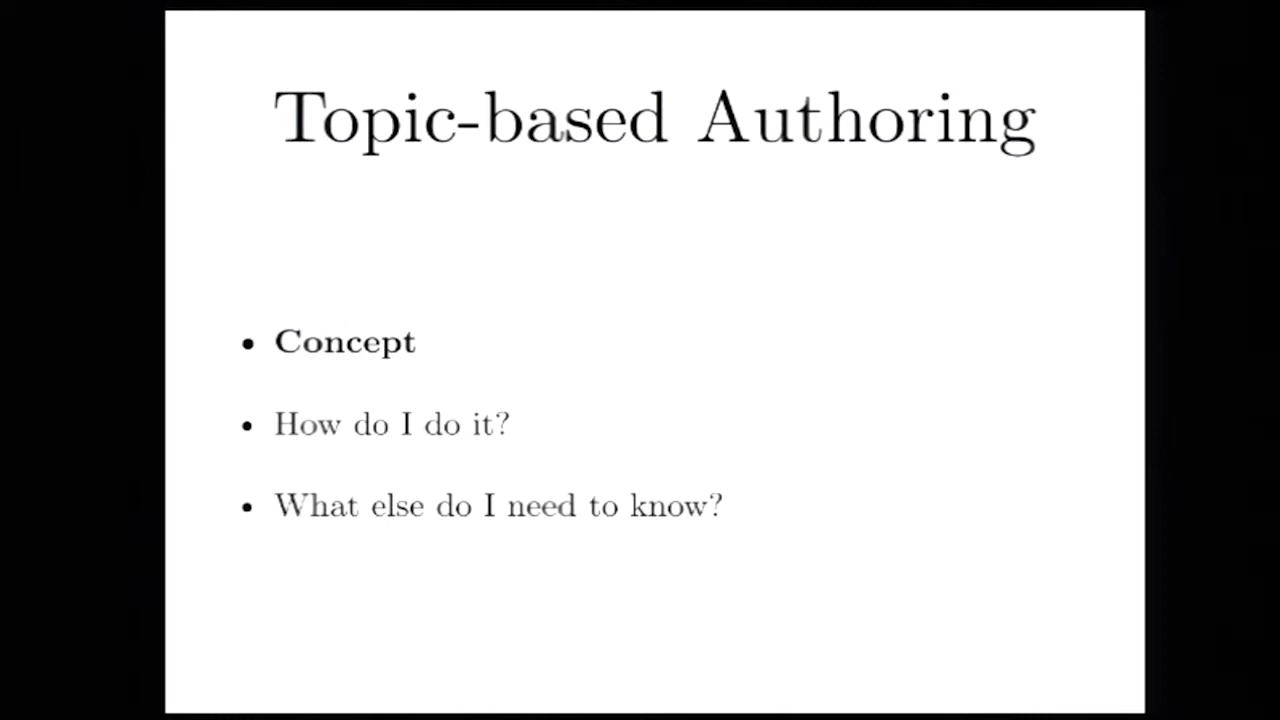 Topic-based Authoring
• Concept
• How do I do it?
• What else do I need to know?